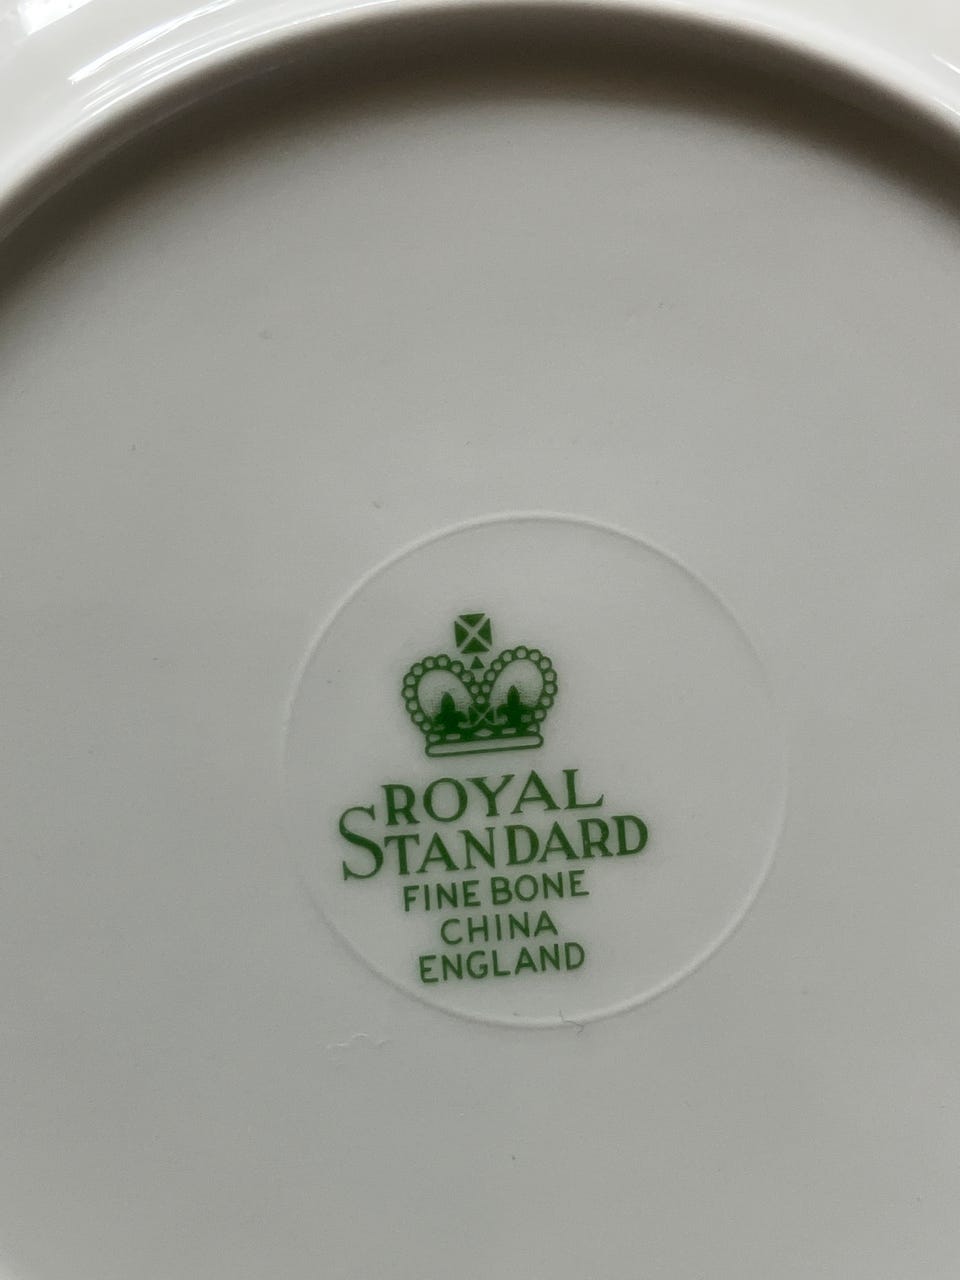 ROYAL
STANDARD
FINE BONE
CHINA
ENGLAND